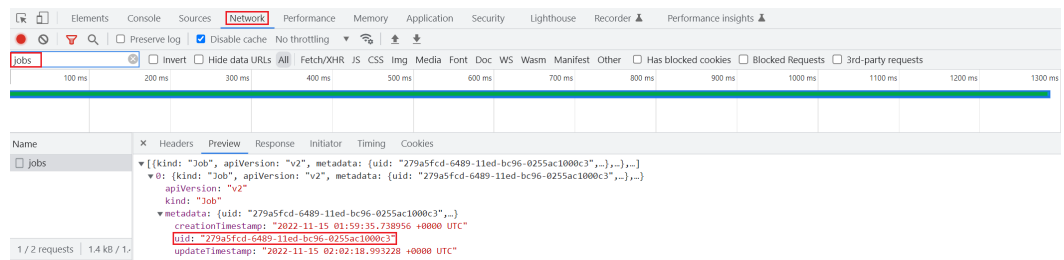 Elements Console Sources Network Performance Memory Application Security Lighthouse Recorder Performance insights
Preserve log Disable cache No throttling
jobs Invert Hide data URLs All Fetch/XHR JS CSS Img Media Font Doc WS Wasm Manifest Other Has blocked cookies Blocked Requests 3rd-party requests
100 ms 200 ms 300 ms 400 ms 500 ms 600 ms 700 ms 800 ms 900 ms 1000 ms 1100 ms 1200 ms 1300 ms
Name × Headers Preview Response Initiator Timing Cookies
jobs ▼[{kind: "Job", apiVersion: "v2", metadata: {uid: "279a5fcd-6489-11ed-bc96-0255ac1000c3",…},…},…]
▼0: {kind: "Job", apiVersion: "v2", metadata: {uid: "279a5fcd-6489-11ed-bc96-0255ac1000c3",…},…}
apiVersion: "v2"
kind: "Job"
▼metadata: {uid: "279a5fcd-6489-11ed-bc96-0255ac1000c3",…}
creationTimestamp: "2022-11-15 01:59:35.738956 +0000 UTC"
uid: "279a5fcd-6489-11ed-bc96-0255ac1000c3"
1 / 2 requests 1.4 kB / 1. updateTimestamp: "2022-11-15 02:02:18.993228 +0000 UTC"